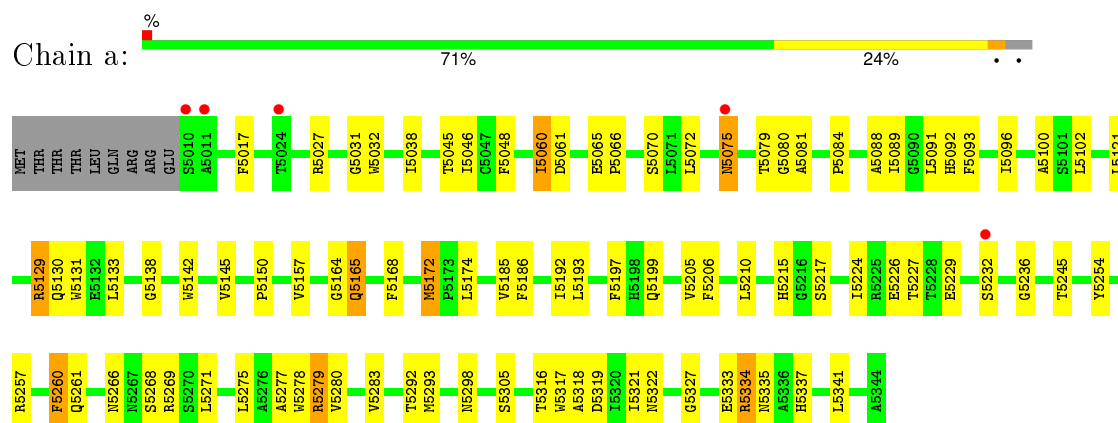 %
Chain a:
71% 24% • •
MET THR THR THR LEU GLN ARG ARG GLU S5010 A5011 F5017 T5024 R5027 G5031 W5032 I5038 T5045 I5046 C5047 F5048 I5060 D5061 E5065 P5066 S5070 L5071 L5072 N5075 T5079 G5080 A5081 P5084 A5088 I5089 G5090 L5091 H5092 F5093 I5096 A5100 S5101 L5102
R5129 Q5130 W5131 E5132 L5133 G5138 W5142 V5145 P5150 V5157 G5164 Q5165 F5168 M5172 P5173 L5174 V5185 F5186 I5192 L5193 F5197 H5198 Q5199 V5205 F5206 L5210 H5215 G5216 S5217 I5224 R5225 E5226 T5227 T5228 E5229 S5232 G5236 T5245 Y5254
R5257 F5260 Q5261 N5266 N5267 S5268 R5269 S5270 L5271 L5275 A5276 A5277 W5278 R5279 V5280 V5283 T5292 M5293 N5298 S5305 T5316 W5317 A5318 D5319 I5320 I5321 N5322 G5327 E5333 R5334 N5335 A5336 H5337 L5341 A5344